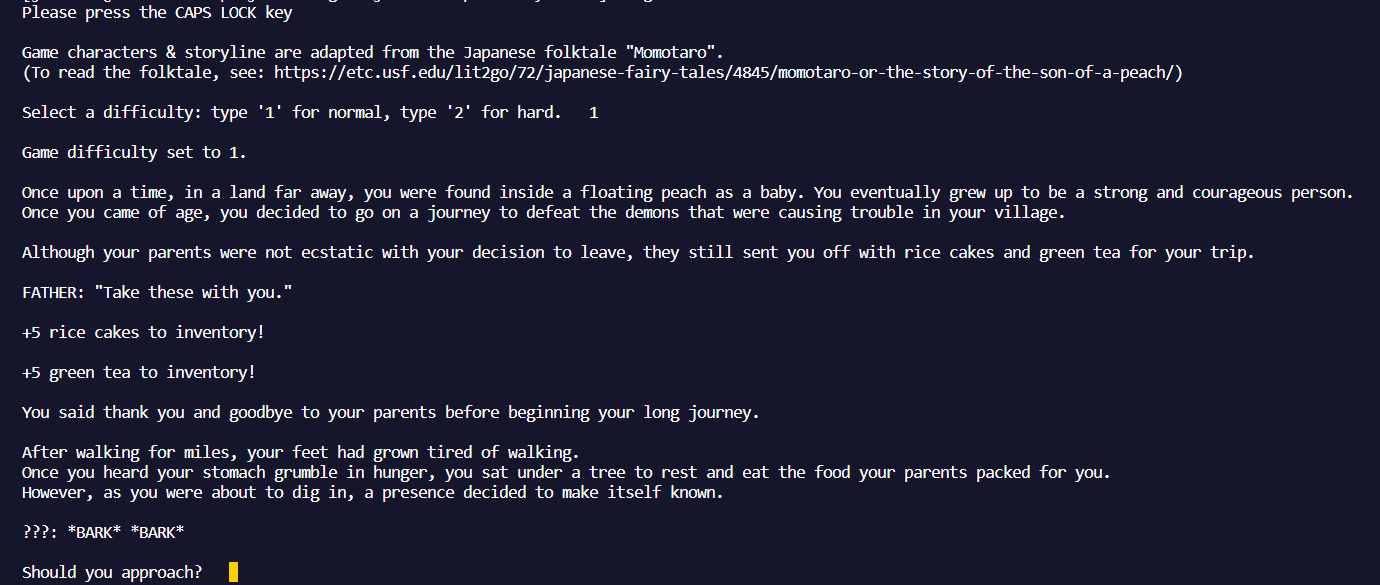 Please press the CAPS LOCK key
Game characters & storyline are adapted from the Japanese folktale "Momotaro".
(To read the folktale, see: https://etc.usf.edu/lit2go/72/japanese-fairy-tales/4845/momotaro-or-the-story-of-the-son-of-a-peach/)
Select a difficulty: type '1' for normal, type '2' for hard.   1
Game difficulty set to 1.
Once upon a time, in a land far away, you were found inside a floating peach as a baby. You eventually grew up to be a strong and courageous person.
Once you came of age, you decided to go on a journey to defeat the demons that were causing trouble in your village.
Although your parents were not ecstatic with your decision to leave, they still sent you off with rice cakes and green tea for your trip.
FATHER: "Take these with you."
+5 rice cakes to inventory!
+5 green tea to inventory!
You said thank you and goodbye to your parents before beginning your long journey.
After walking for miles, your feet had grown tired of walking.
Once you heard your stomach grumble in hunger, you sat under a tree to rest and eat the food your parents packed for you.
However, as you were about to dig in, a presence decided to make itself known.
???: *BARK* *BARK*
Should you approach?